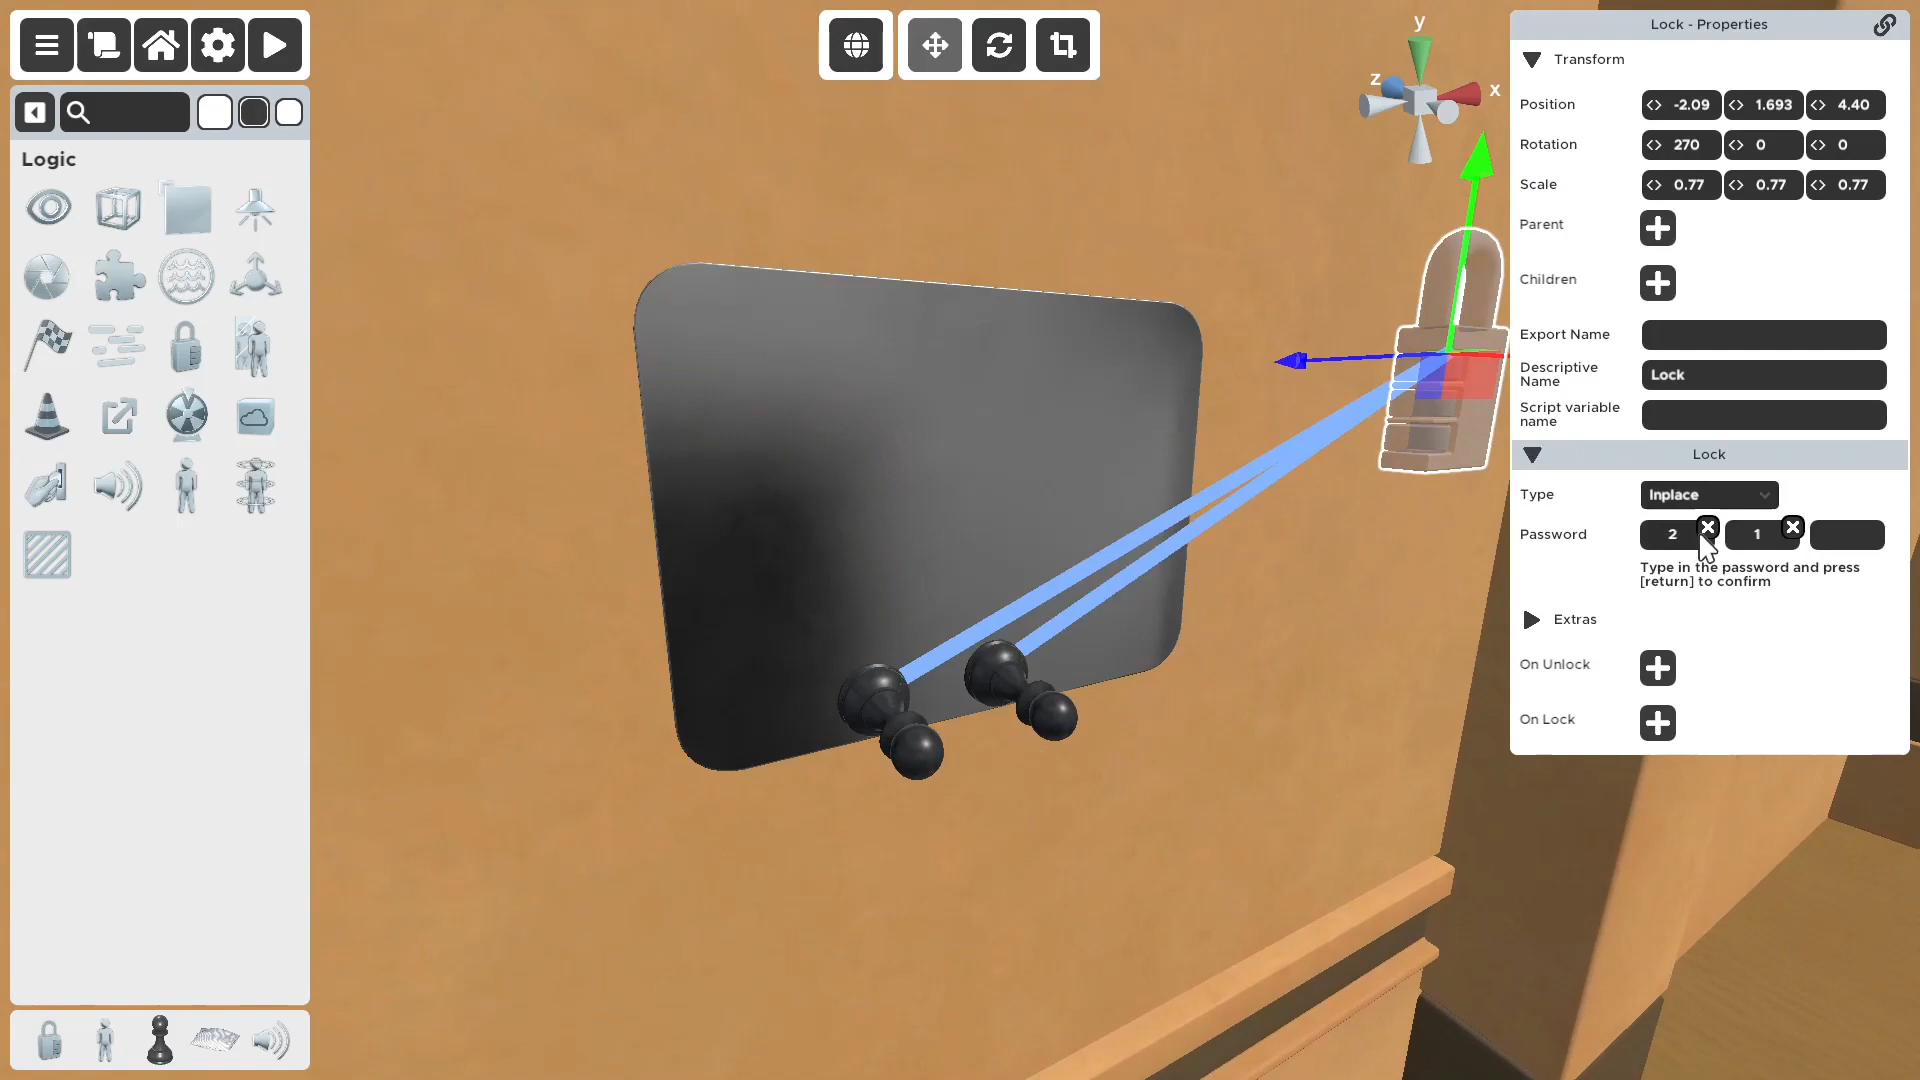 Logic
y
z
x
Lock - Properties
Transform
Position <> -2.09 <> 1.693 <> 4.40
Rotation <> 270 <> 0 <> 0
Scale <> 0.77 <> 0.77 <> 0.77
Parent
Children
Export Name
Descriptive
Name
Lock
Script variable
name
Lock
Type Inplace
Password 2 1
Type in the password and press
[return] to confirm
Extras
On Unlock
On Lock